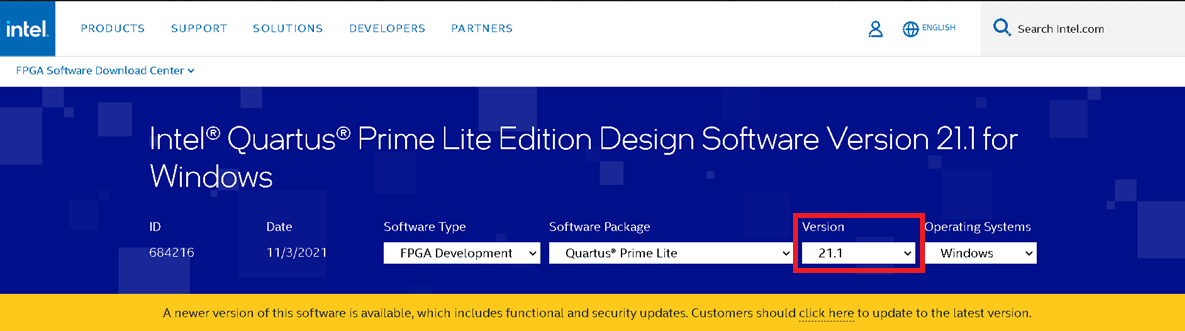 intel.
PRODUCTS SUPPORT SOLUTIONS DEVELOPERS PARTNERS ENGLISH Search Intel.com
FPGA Software Download Center
Intel® Quartus® Prime Lite Edition Design Software Version 21.1 for
Windows
ID Date Software Type Software Package Version Operating Systems
684216 11/3/2021 FPGA Development Quartus® Prime Lite 21.1 Windows
A newer version of this software is available, which includes functional and security updates. Customers should click here to update to the latest version.